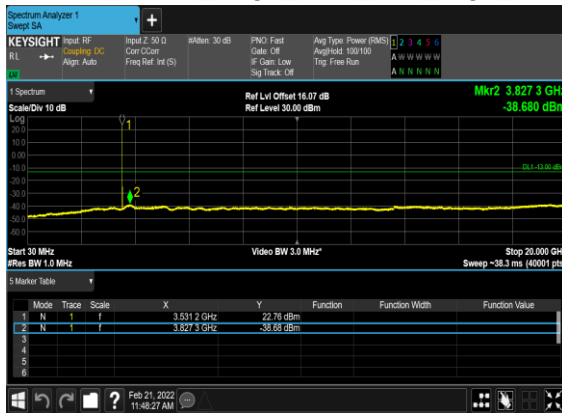 Spectrum Analyzer 1
Swept SA
KEYSIGHT Input: RF Input Z: 50 Ω #Atten: 30 dB PNO: Fast Avg Type: Power (RMS) 1 2 3 4 5 6
RL Coupling: DC Corr CCorr Gate: Off Avg|Hold: 100/100 A W W W W W
Align: Auto Freq Ref: Int (S) IF Gain: Low Trig: Free Run
Sig Track: Off A N N N N N
1 Spectrum Ref Lvl Offset 16.07 dB Mkr2 3.827 3 GHz
Scale/Div 10 dB Ref Level 30.00 dBm -38.680 dBm
Log
20.0
10.0
0.00
-10.0
-20.0
-30.0
-40.0
-50.0
-60.0
1
2
DL1 -13.00 dBm
Start 30 MHz Video BW 3.0 MHz* Stop 20.000 GHz
#Res BW 1.0 MHz Sweep ~38.3 ms (40001 pts)
5 Marker Table
Mode Trace Scale X Y Function Function Width Function Value
1 N 1 f 3.531 2 GHz 22.76 dBm
2 N 1 f 3.827 3 GHz -38.68 dBm
3
4
5
6
? Feb 21, 2022
11:48:27 AM